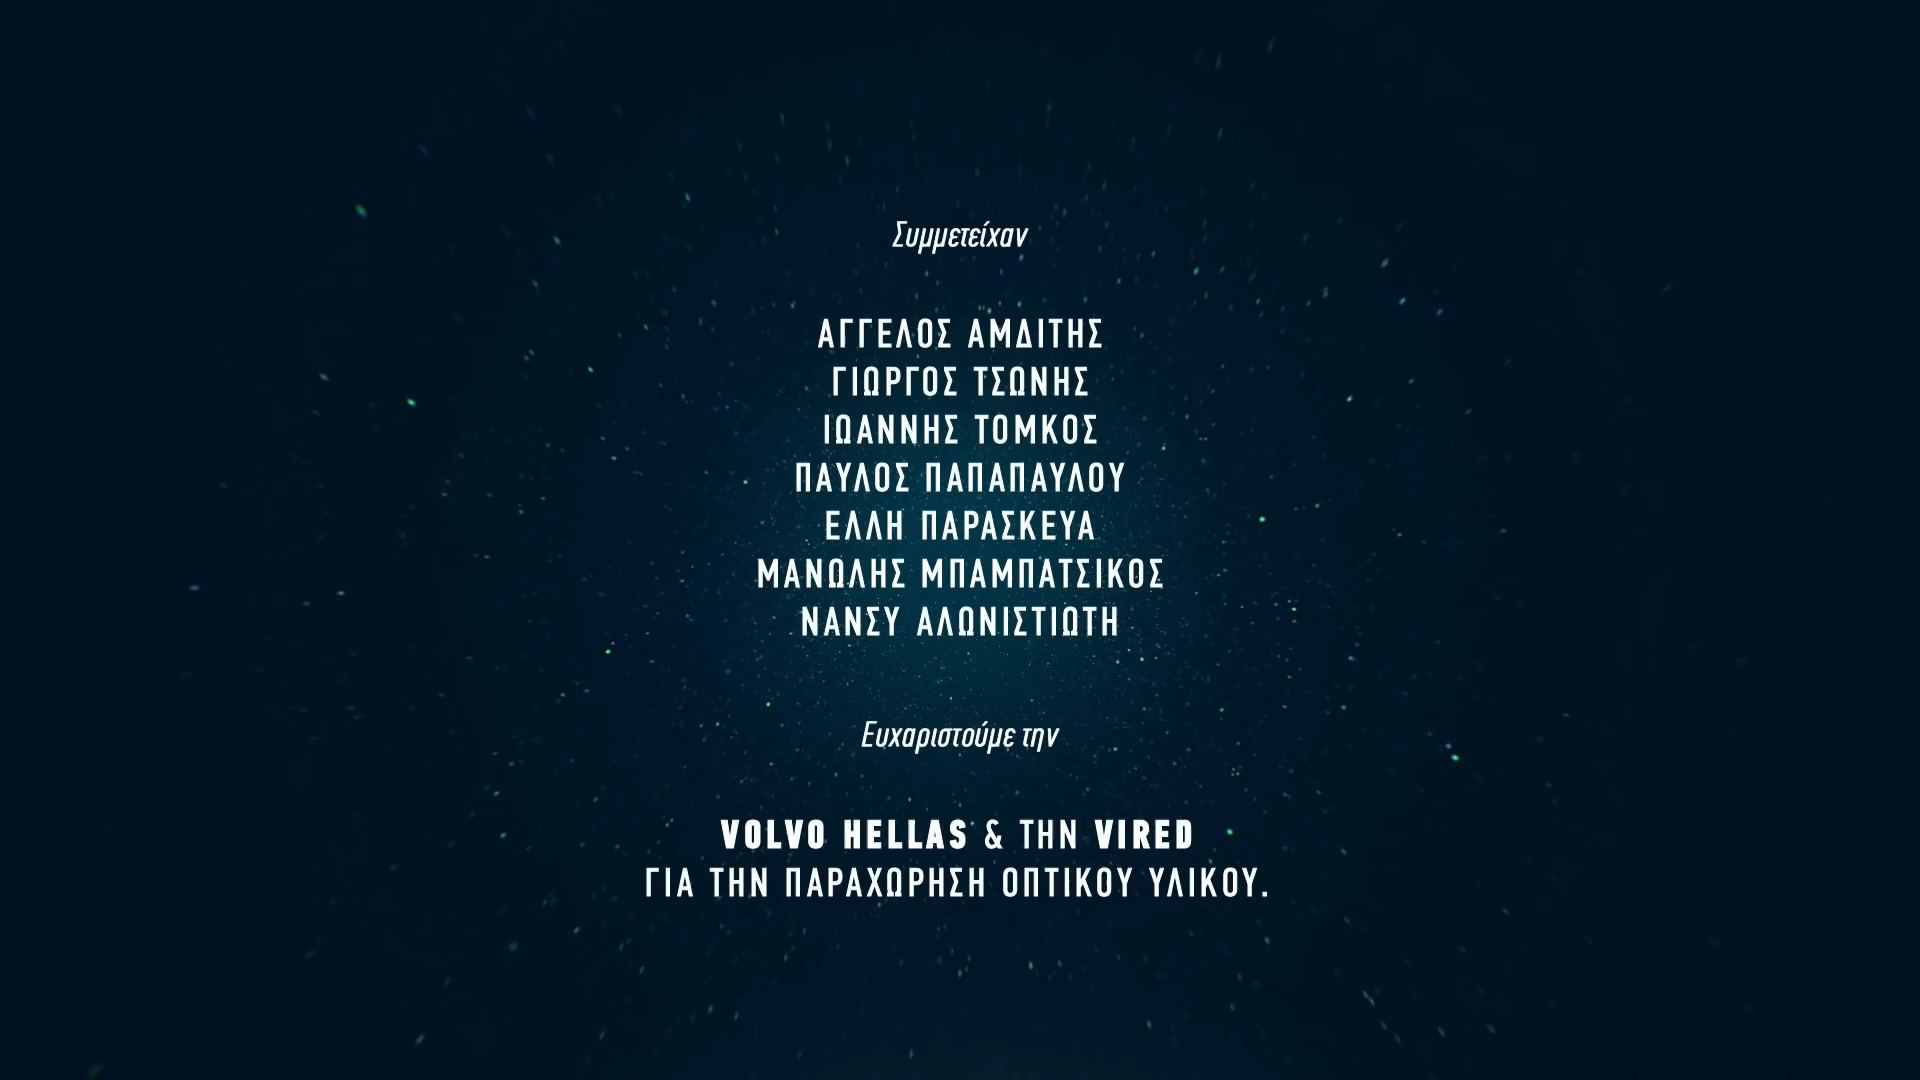 Συμμετείχαν
ΑΓΓΕΛΟΣ ΑΜΔΙΤΗΣ
ΓΙΩΡΓΟΣ ΤΣΩΝΗΣ
ΙΩΑΝΝΗΣ ΤΟΜΚΟΣ
ΠΑΥΛΟΣ ΠΑΠΑΠΑΥΛΟΥ
ΕΛΛΗ ΠΑΡΑΣΚΕΥΑ
ΜΑΝΩΛΗΣ ΜΠΑΜΠΑΤΣΙΚΟΣ
ΝΑΝΣΥ ΑΛΩΝΙΣΤΙΩΤΗ
Ευχαριστούμε την
VOLVO HELLAS & ΤΗΝ VIRED
ΓΙΑ ΤΗΝ ΠΑΡΑΧΩΡΗΣΗ ΟΠΤΙΚΟΥ ΥΛΙΚΟΥ.